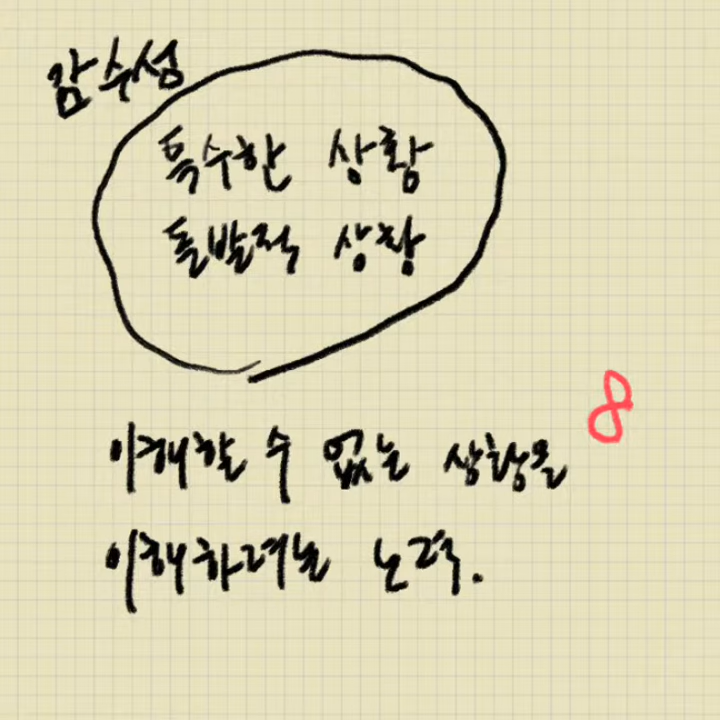 감수성
특수한 상황
돌발적 상황
8
이해할 수 없는 상황을
이해하려는 노력.